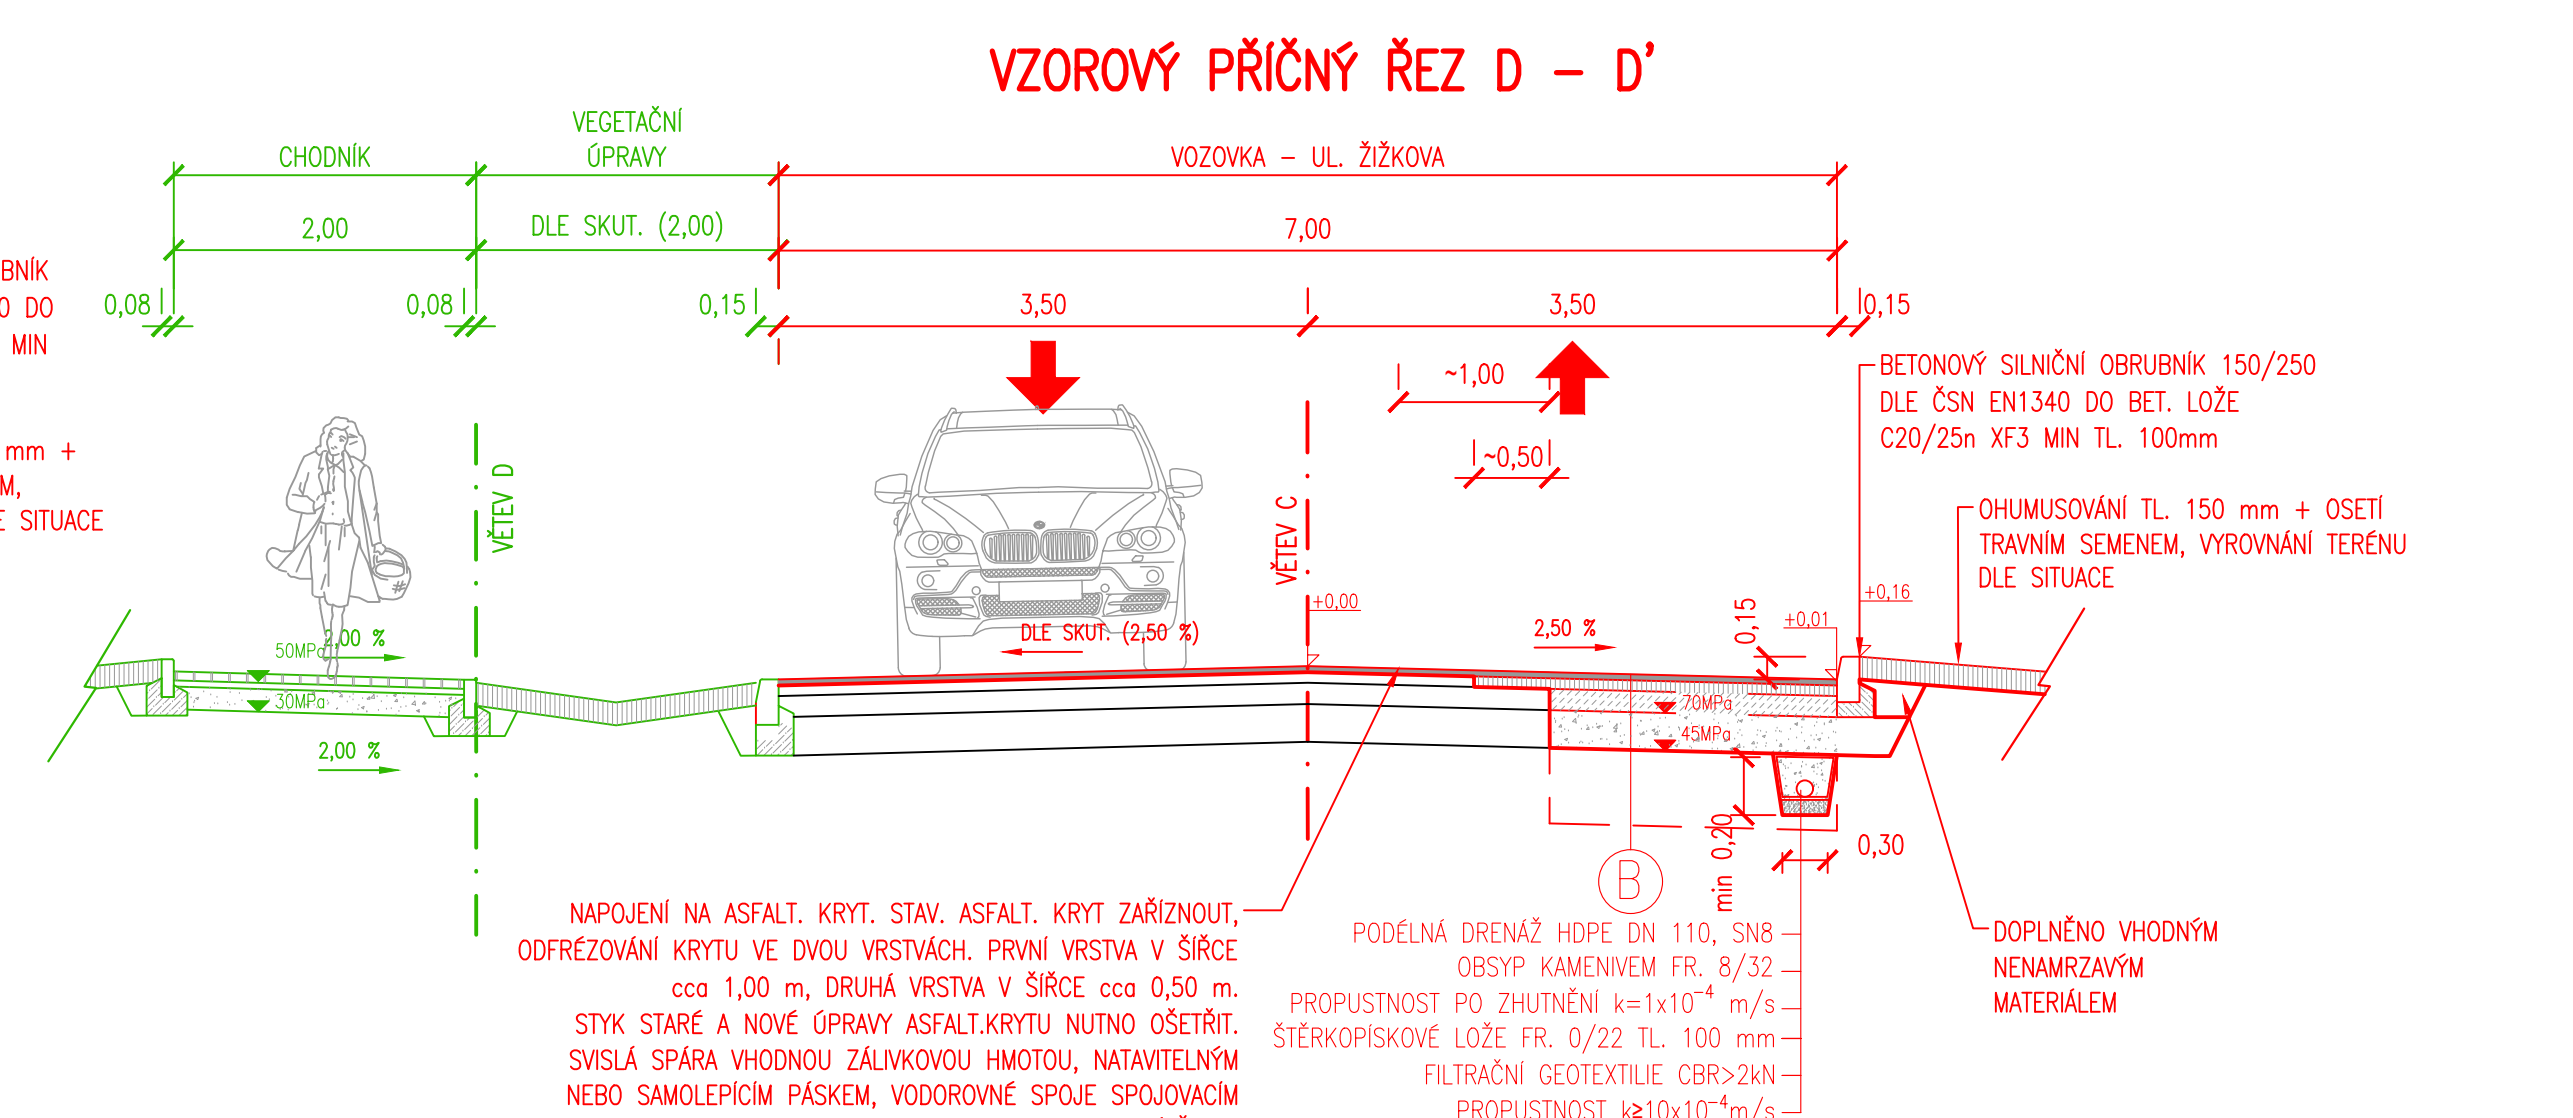 VZOROVÝ PŘÍČNÝ ŘEZ D – D'
VEGETAČNÍ
ÚPRAVY
CHODNÍK
VOZOVKA – UL. ŽIŽKOVA
2,00
DLE SKUT. (2,00)
7,00
BNÍK
0 DO
MIN
0,08
0,08
0,15
3,50
3,50
0,15
~1,00
~0,50
BETONOVÝ SILNIČNÍ OBRUBNÍK 150/250
DLE ČSN EN1340 DO BET. LOŽE
C20/25n XF3 MIN TL. 100mm
mm +
M,
E SITUACE
VĚTEV D
VĚTEV C
OHUMUSOVÁNÍ TL. 150 mm + OSETÍ
TRAVNÍM SEMENEM, VYROVNÁNÍ TERÉNU
DLE SITUACE
+0,00
+0,16
+0,01
0,15
2,00 %
50MPa
30MPa
2,00 %
DLE SKUT. (2,50 %)
2,50 %
70MPa
45MPa
min 0,20
0,30
B
NAPOJENÍ NA ASFALT. KRYT. STAV. ASFALT. KRYT ZAŘÍZNOUT,
ODFRÉZOVÁNÍ KRYTU VE DVOU VRSTVÁCH. PRVNÍ VRSTVA V ŠÍŘCE
cca 1,00 m, DRUHÁ VRSTVA V ŠÍŘCE cca 0,50 m.
STYK STARÉ A NOVÉ ÚPRAVY ASFALT.KRYTU NUTNO OŠETŘIT.
SVISLÁ SPÁRA VHODNOU ZÁLIVKOVOU HMOTOU, NATAVITELNÝM
NEBO SAMOLEPÍCÍM PÁSKEM, VODOROVNÉ SPOJE SPOJOVACÍM
PODÉLNÁ DRENÁŽ HDPE DN 110, SN8
OBSYP KAMENIVEM FR. 8/32
PROPUSTNOST PO ZHUTNĚNÍ k=1x10⁻⁴ m/s
ŠTĚRKOPÍSKOVÉ LOŽE FR. 0/22 TL. 100 mm
FILTRAČNÍ GEOTEXTILIE CBR>2kN
PROPUSTNOST k≥10x10⁻⁴m/s
DOPLNĚNO VHODNÝM
NENAMRZAVÝM
MATERIÁLEM